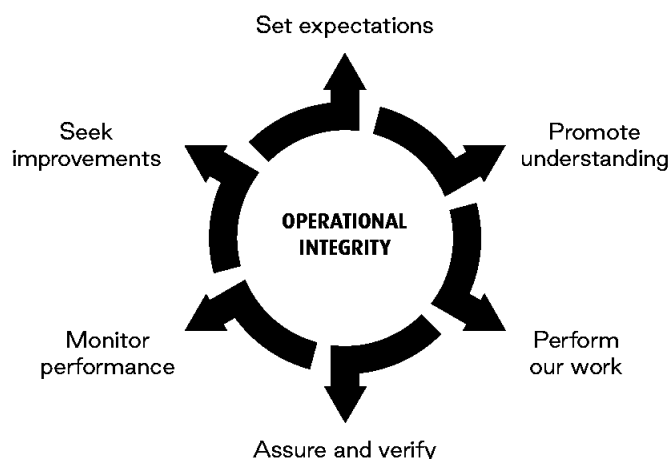 Set expectations
Promote
understanding
Perform
our work
Assure and verify
Monitor
performance
Seek
improvements
OPERATIONAL
INTEGRITY